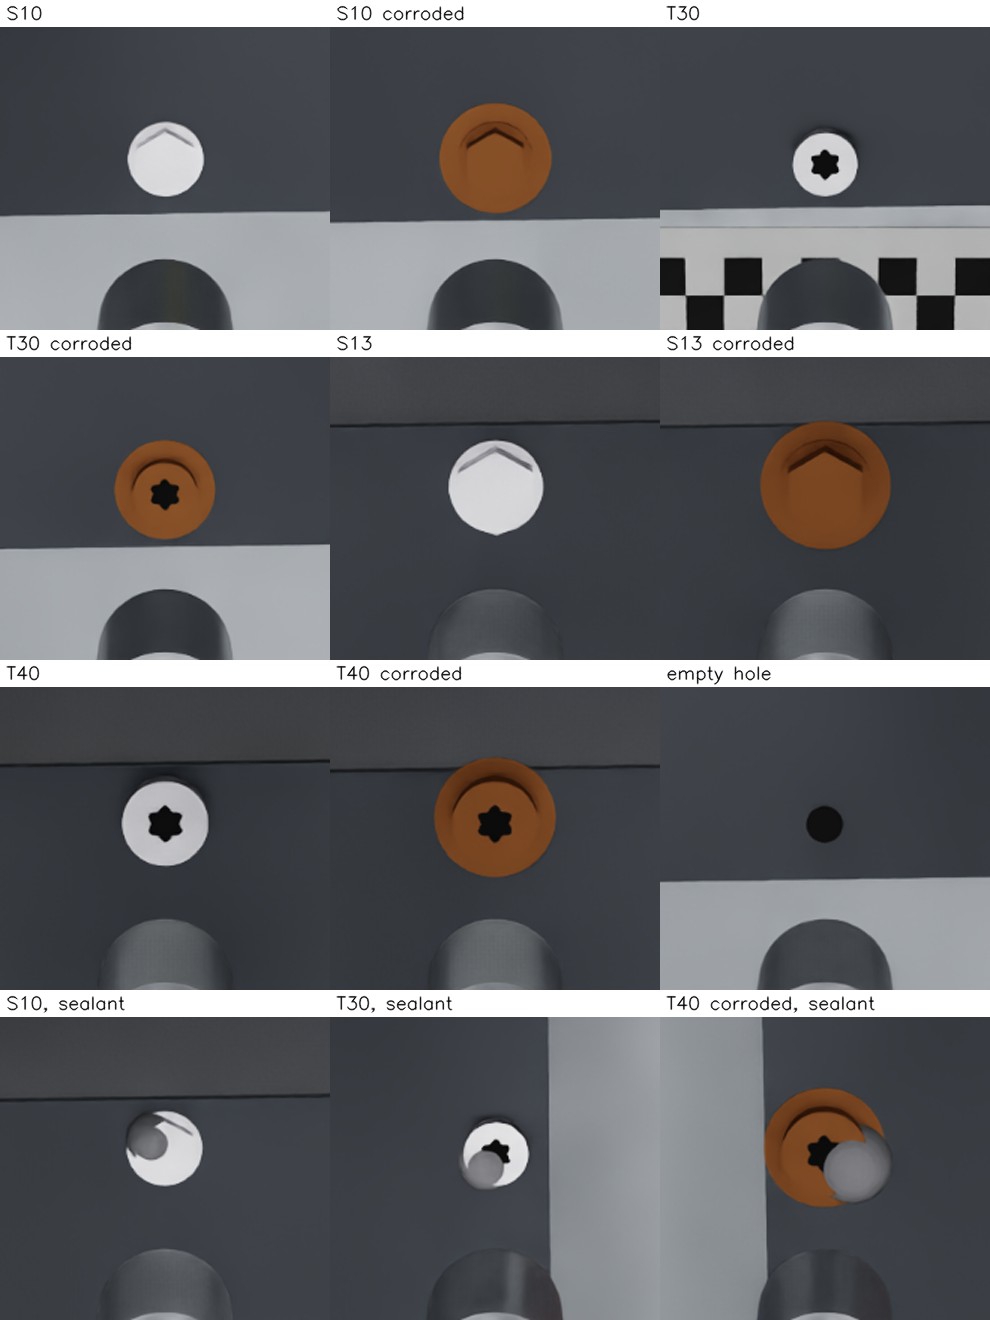 S10
S10 corroded
T30
T30 corroded
S13
S13 corroded
T40
T40 corroded
empty hole
S10, sealant
T30, sealant
T40 corroded, sealant